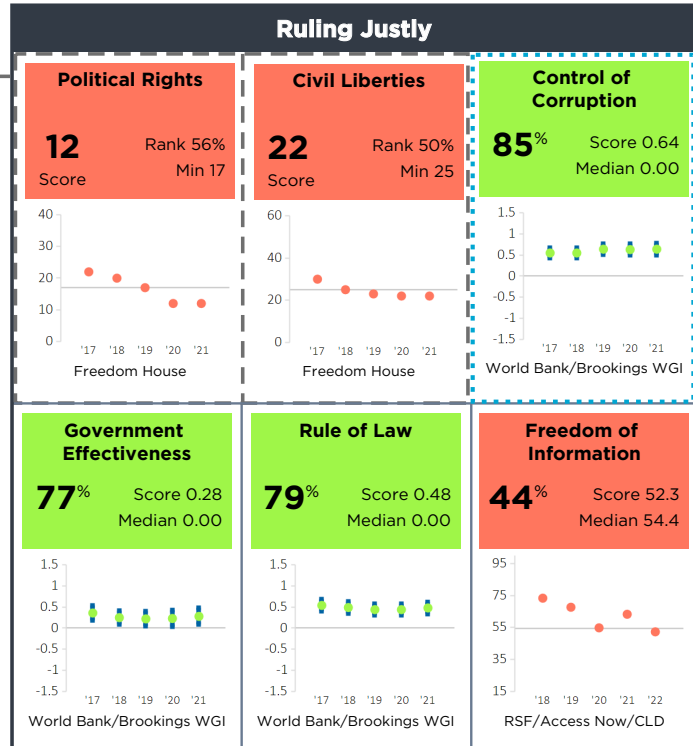 Ruling Justly
Political Rights
12
Score
Rank 56%
Min 17
40
30
20
10
0
'17 '18 '19 '20 '21
Freedom House
Civil Liberties
22
Score
Rank 50%
Min 25
60
40
20
0
'17 '18 '19 '20 '21
Freedom House
Control of
Corruption
85%
Score 0.64
Median 0.00
1.5
1
0.5
0
-0.5
-1
-1.5
'17 '18 '19 '20 '21
World Bank/Brookings WGI
Government
Effectiveness
77%
Score 0.28
Median 0.00
1.5
1
0.5
0
-0.5
-1
-1.5
'17 '18 '19 '20 '21
World Bank/Brookings WGI
Rule of Law
79%
Score 0.48
Median 0.00
1.5
1
0.5
0
-0.5
-1
-1.5
'17 '18 '19 '20 '21
World Bank/Brookings WGI
Freedom of
Information
44%
Score 52.3
Median 54.4
95
75
55
35
15
'18 '19 '20 '21 '22
RSF/Access Now/CLD